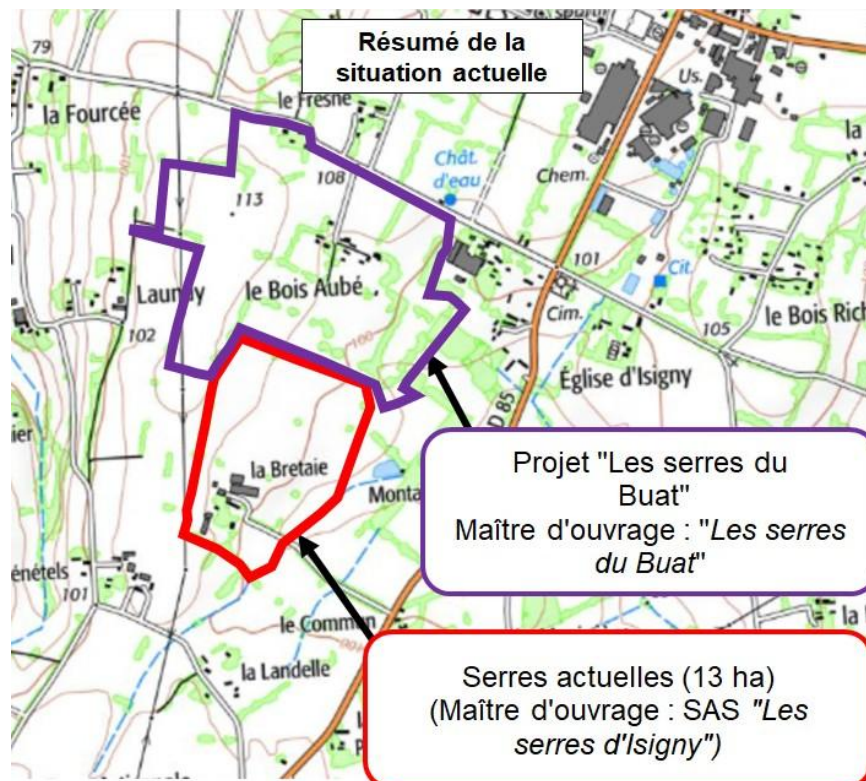 Résumé de la
situation actuelle
79
la Fourcée
le Fresne
Us.
108
Chât.
d'eau
Chem.
113
101
Launay
le Bois Aubé
Cit.
Cim.
102
100
105
le Bois Rich
Église d'Isigny
D 85
la Bretaie
Monta
Projet "Les serres du
Buat"
Maître d'ouvrage : "Les serres
du Buat"
énétels
101
le Commun
100
la Landelle
Serres actuelles (13 ha)
(Maître d'ouvrage : SAS "Les
serres d'Isigny")